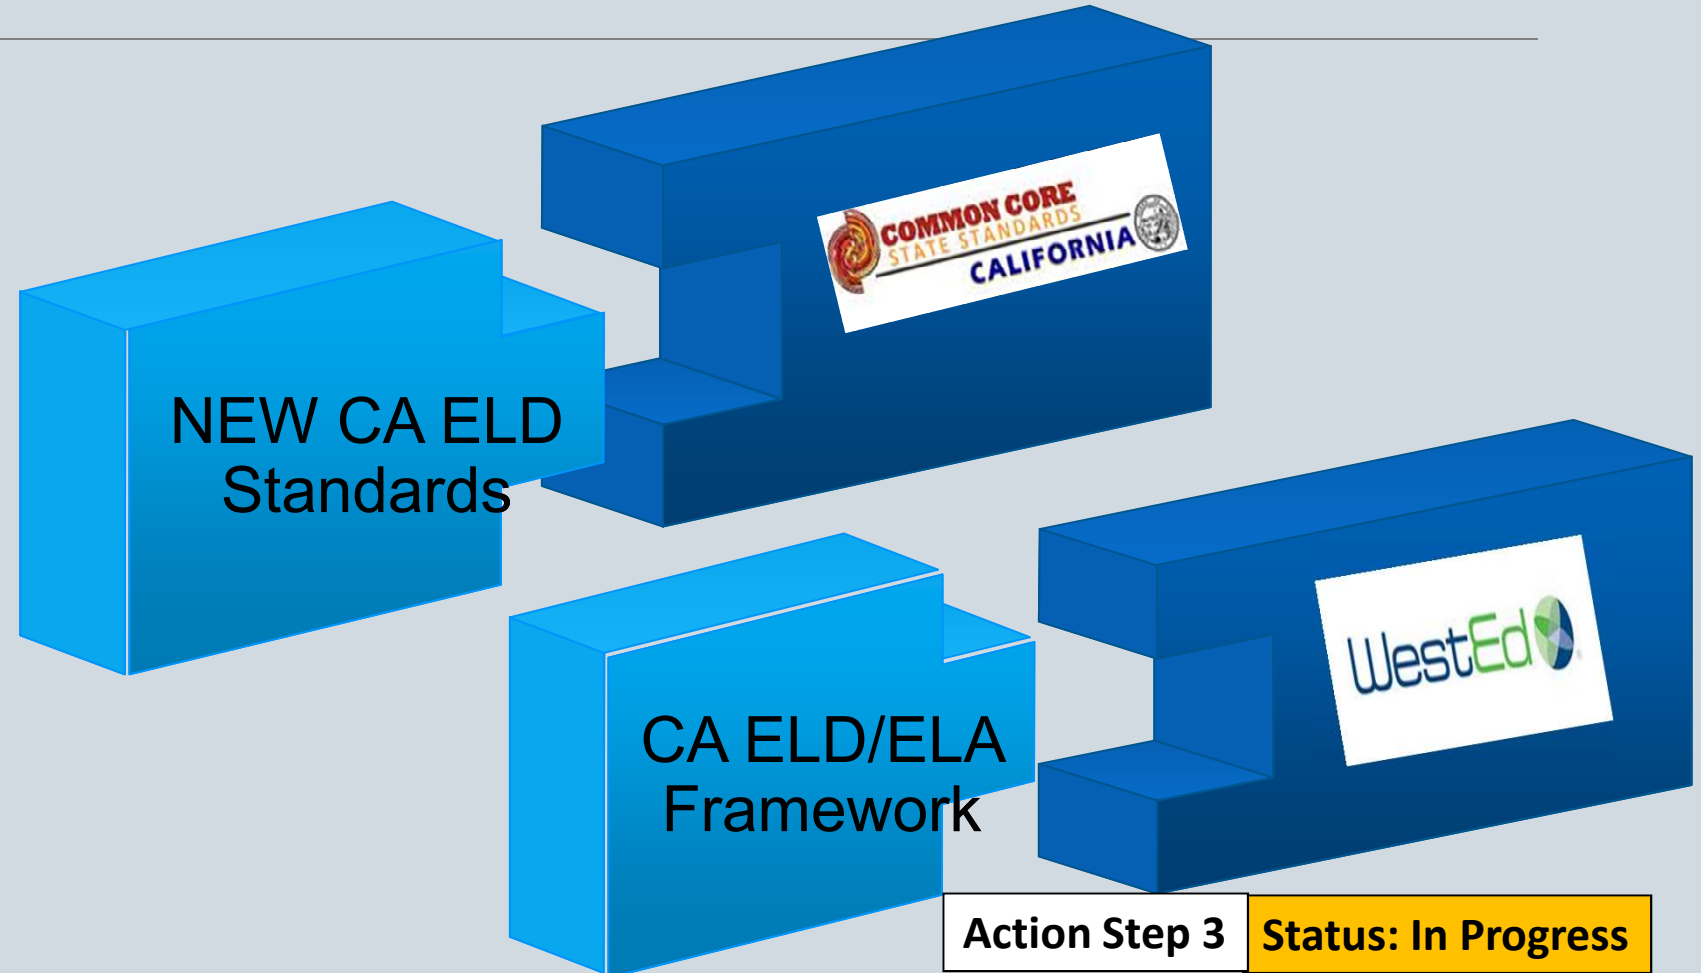 COMMON CORE
STATE STANDARDS
CALIFORNIA
NEW CA ELD
Standards
WestEd
CA ELD/ELA
Framework
Action Step 3
Status: In Progress